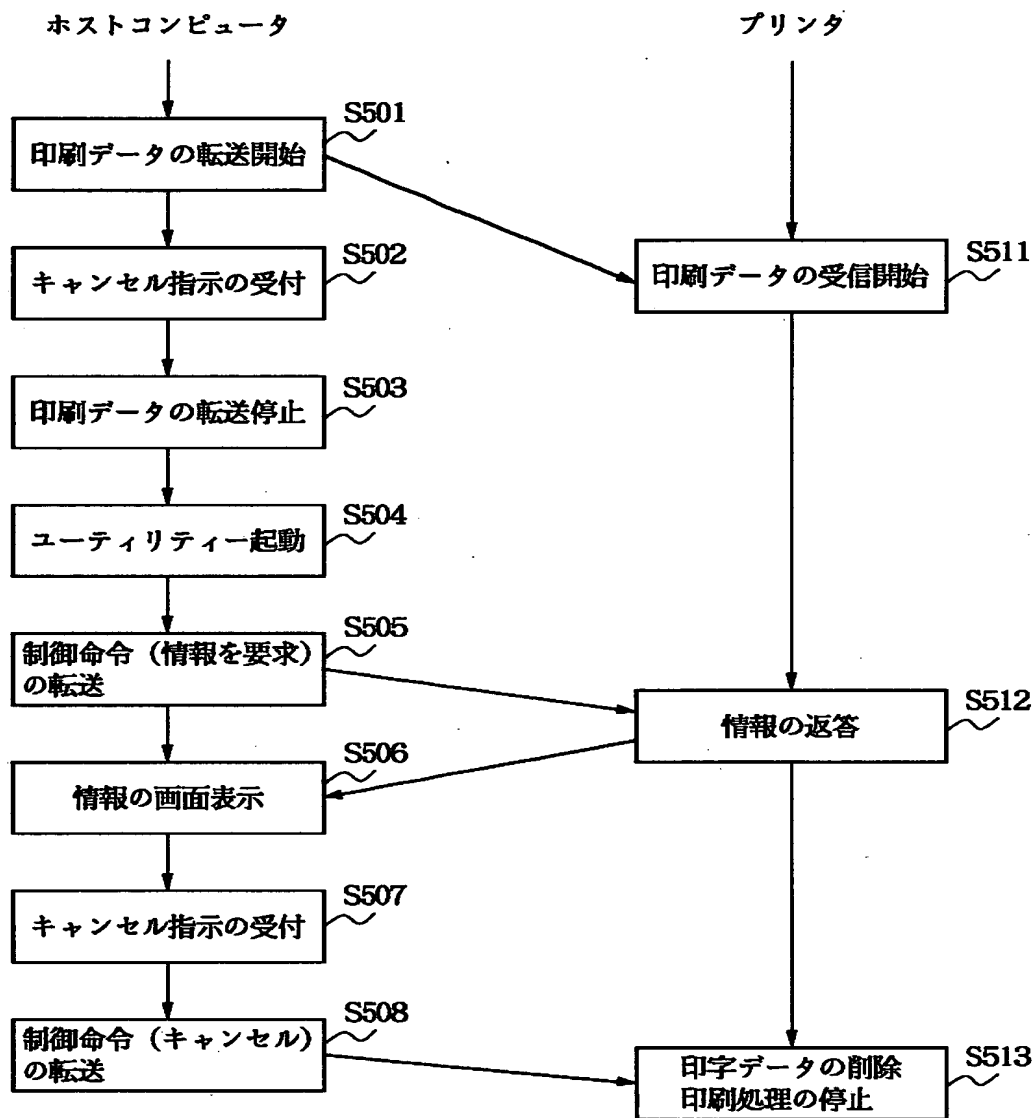 ホストコンピュータ
プリンタ
S501
印刷データの転送開始
S502
キャンセル指示の受付
S511
印刷データの受信開始
S503
印刷データの転送停止
S504
ユーティリティー起動
S505
制御命令（情報を要求）
の転送
S512
情報の返答
S506
情報の画面表示
S507
キャンセル指示の受付
S508
制御命令（キャンセル）
の転送
S513
印字データの削除
印刷処理の停止